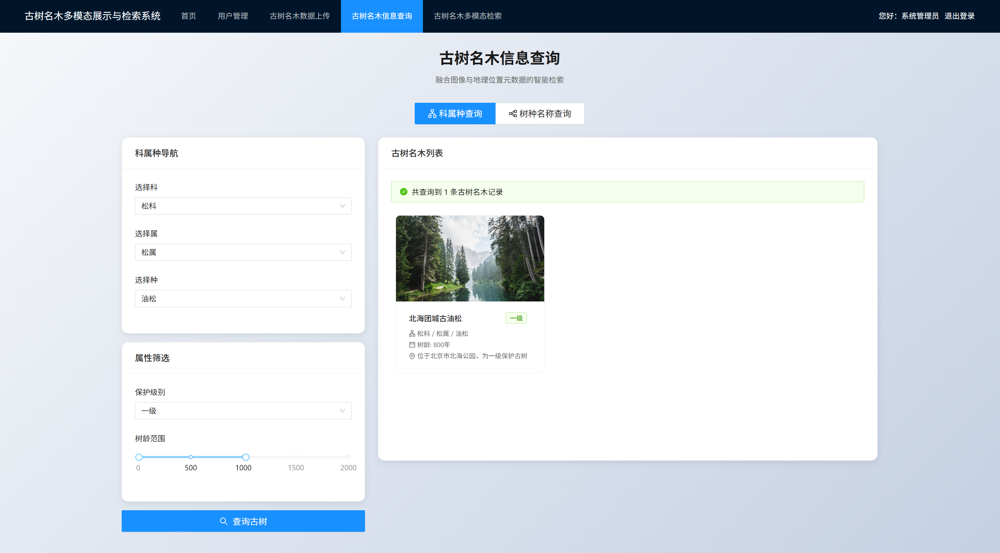 古树名木多模态展示与检索系统 首页 用户管理 古树名木数据上传 古树名木信息查询 古树名木多模态检索 您好：系统管理员 退出登录
古树名木信息查询
融合图像与地理位置元数据的智能检索
科属种查询 树种名称查询
科属种导航
选择科
松科
选择属
松属
选择种
油松
属性筛选
保护级别
一级
树龄范围
0 500 1000 1500 2000
查询古树
古树名木列表
共查询到 1 条古树名木记录
北海团城古油松 一级
松科 / 松属 / 油松
树龄: 800年
位于北京市北海公园，为一级保护古树